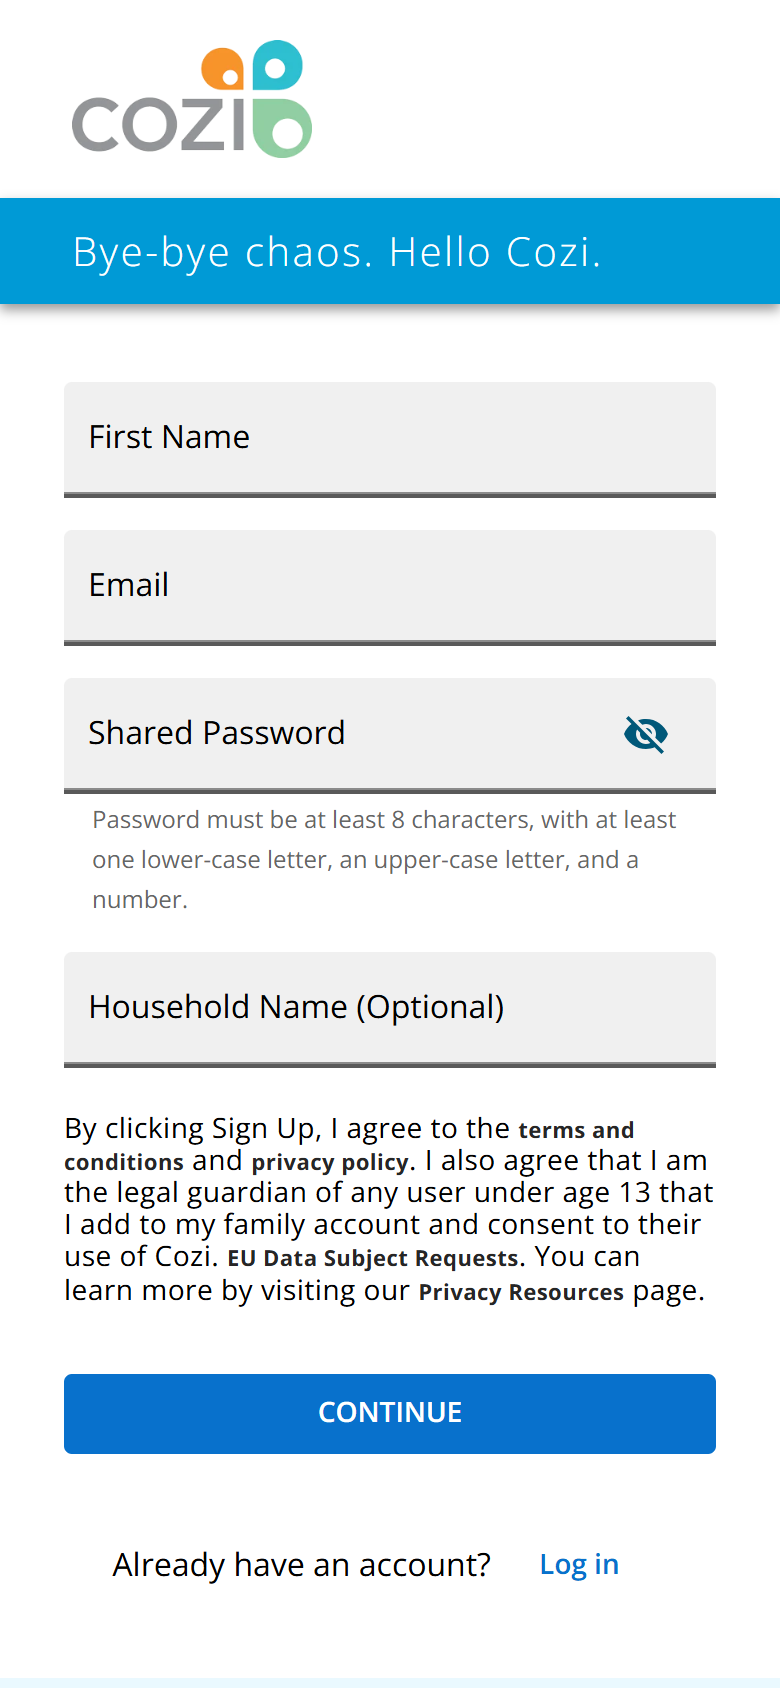 cozi
Bye-bye chaos. Hello Cozi.
First Name
Email
Shared Password
Password must be at least 8 characters, with at least
one lower-case letter, an upper-case letter, and a
number.
Household Name (Optional)
By clicking Sign Up, I agree to the terms and
conditions and privacy policy. I also agree that I am
the legal guardian of any user under age 13 that
I add to my family account and consent to their
use of Cozi. EU Data Subject Requests. You can
learn more by visiting our Privacy Resources page.
CONTINUE
Already have an account? Log in